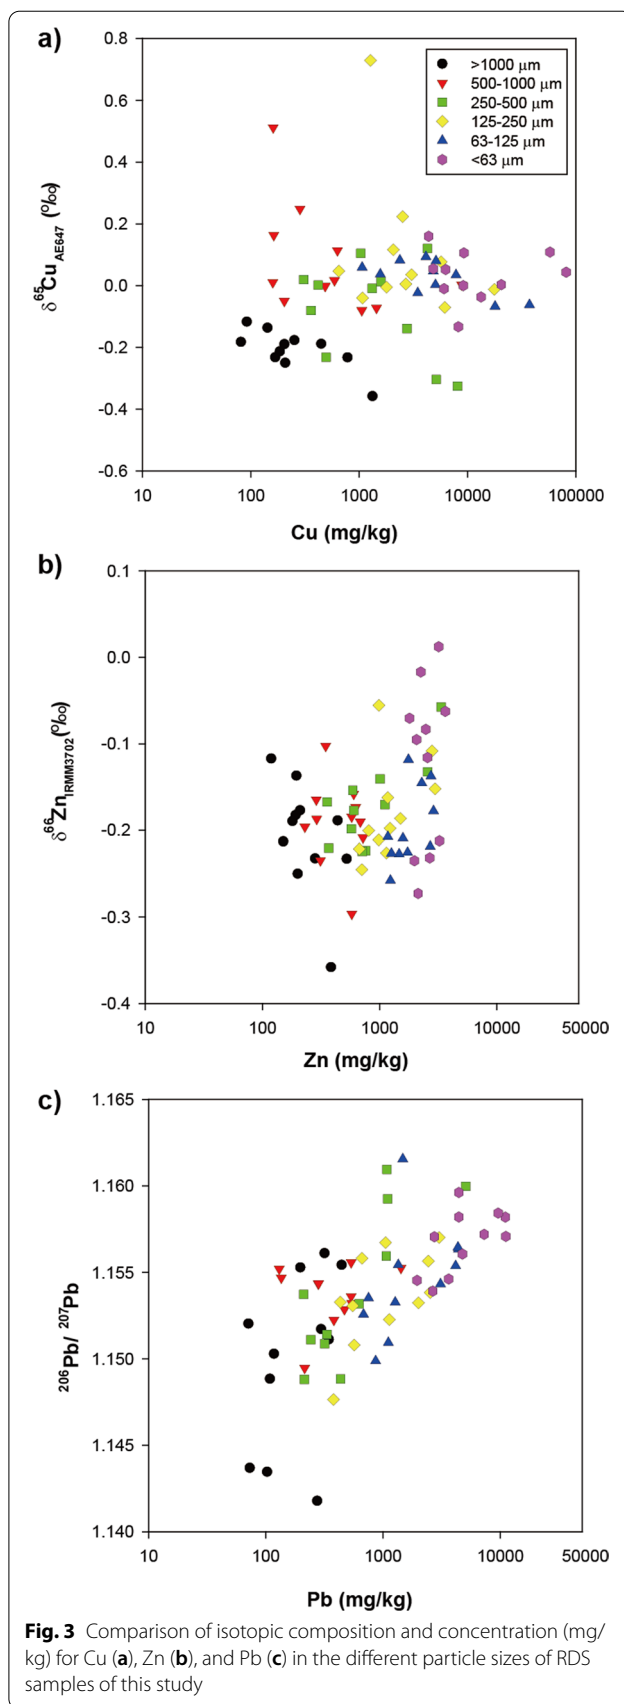 a)
0.8
0.6
0.4
0.2
0.0
-0.2
-0.4
-0.6
δ65CuAE647 (‰)
>1000 μm
500-1000 μm
250-500 μm
125-250 μm
63-125 μm
<63 μm
10 100 1000 10000 100000
Cu (mg/kg)
b)
0.1
0.0
-0.1
-0.2
-0.3
-0.4
δ66ZnIRMM3702(‰)
10 100 1000 10000 50000
Zn (mg/kg)
c)
1.165
1.160
1.155
1.150
1.145
1.140
206Pb/ 207Pb
10 100 1000 10000 50000
Pb (mg/kg)
Fig. 3 Comparison of isotopic composition and concentration (mg/
kg) for Cu (a), Zn (b), and Pb (c) in the different particle sizes of RDS
samples of this study